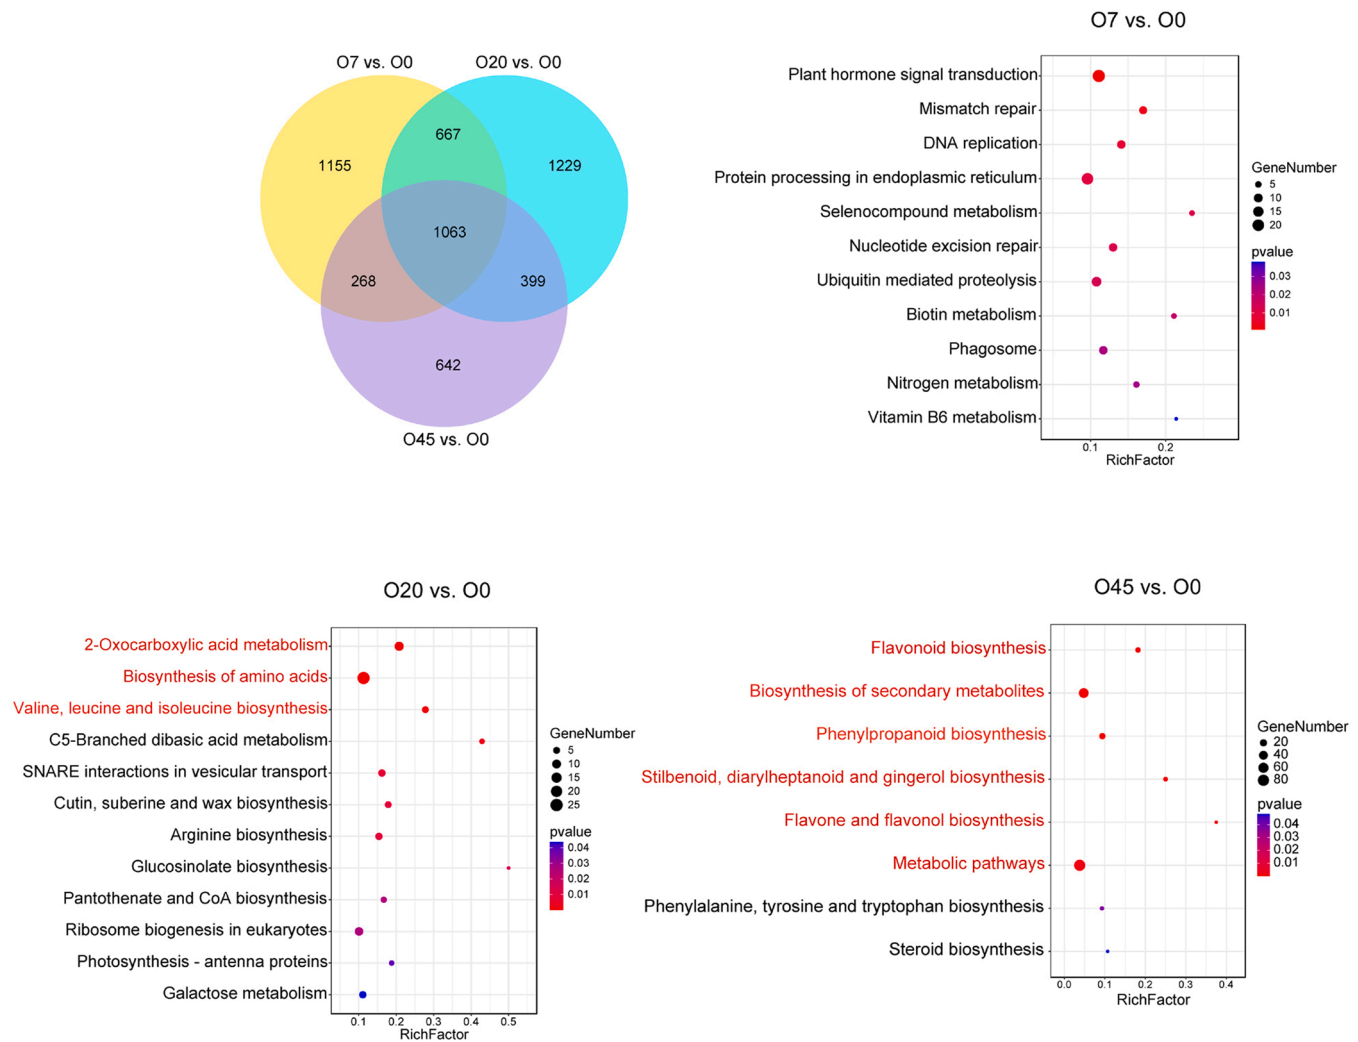 O7 vs. O0
O20 vs. O0
667
1155
1229
1063
268
399
642
O45 vs. O0
O7 vs. O0
Plant hormone signal transduction
Mismatch repair
DNA replication
Protein processing in endoplasmic reticulum
Selenocompound metabolism
Nucleotide excision repair
Ubiquitin mediated proteolysis
Biotin metabolism
Phagosome
Nitrogen metabolism
Vitamin B6 metabolism
0.1 0.2
RichFactor
GeneNumber
5
10
15
20
pvalue
0.03
0.02
0.01
O20 vs. O0
2-Oxocarboxylic acid metabolism
Biosynthesis of amino acids
Valine, leucine and isoleucine biosynthesis
C5-Branched dibasic acid metabolism
SNARE interactions in vesicular transport
Cutin, suberine and wax biosynthesis
Arginine biosynthesis
Glucosinolate biosynthesis
Pantothenate and CoA biosynthesis
Ribosome biogenesis in eukaryotes
Photosynthesis - antenna proteins
Galactose metabolism
0.1 0.2 0.3 0.4 0.5
RichFactor
GeneNumber
5
10
15
20
25
pvalue
0.04
0.03
0.02
0.01
O45 vs. O0
Flavonoid biosynthesis
Biosynthesis of secondary metabolites
Phenylpropanoid biosynthesis
Stilbenoid, diarylheptanoid and gingerol biosynthesis
Flavone and flavonol biosynthesis
Metabolic pathways
Phenylalanine, tyrosine and tryptophan biosynthesis
Steroid biosynthesis
0.0 0.1 0.2 0.3 0.4
RichFactor
GeneNumber
20
40
60
80
pvalue
0.04
0.03
0.02
0.01